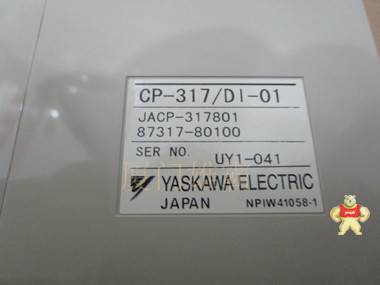 CP-317/DI-01
JACP-317801
87317-80100
SER NO. UY1-041
YASKAWA ELECTRIC
JAPAN NPIW41058-1